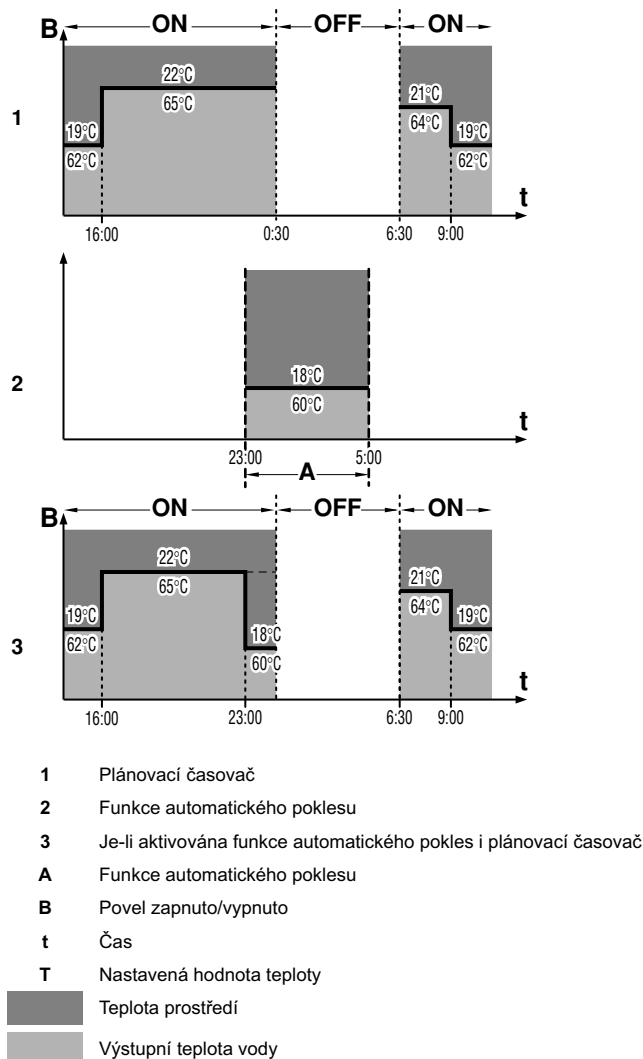 B ON OFF ON
22°C
65°C
21°C
64°C
1
19°C
62°C
19°C
62°C
t
16:00 0:30 6:30 9:00
2
18°C
60°C
t
23:00 5:00
A
B ON OFF ON
22°C
65°C
21°C
64°C
3
19°C
62°C
18°C
60°C
19°C
62°C
t
16:00 23:00 6:30 9:00
1 Plánovací časovač
2 Funkce automatického poklesu
3 Je-li aktivována funkce automatického pokles i plánovací časovač
A Funkce automatického poklesu
B Povel zapnuto/vypnuto
t Čas
T Nastavená hodnota teploty
Teplota prostředí
Výstupní teplota vody